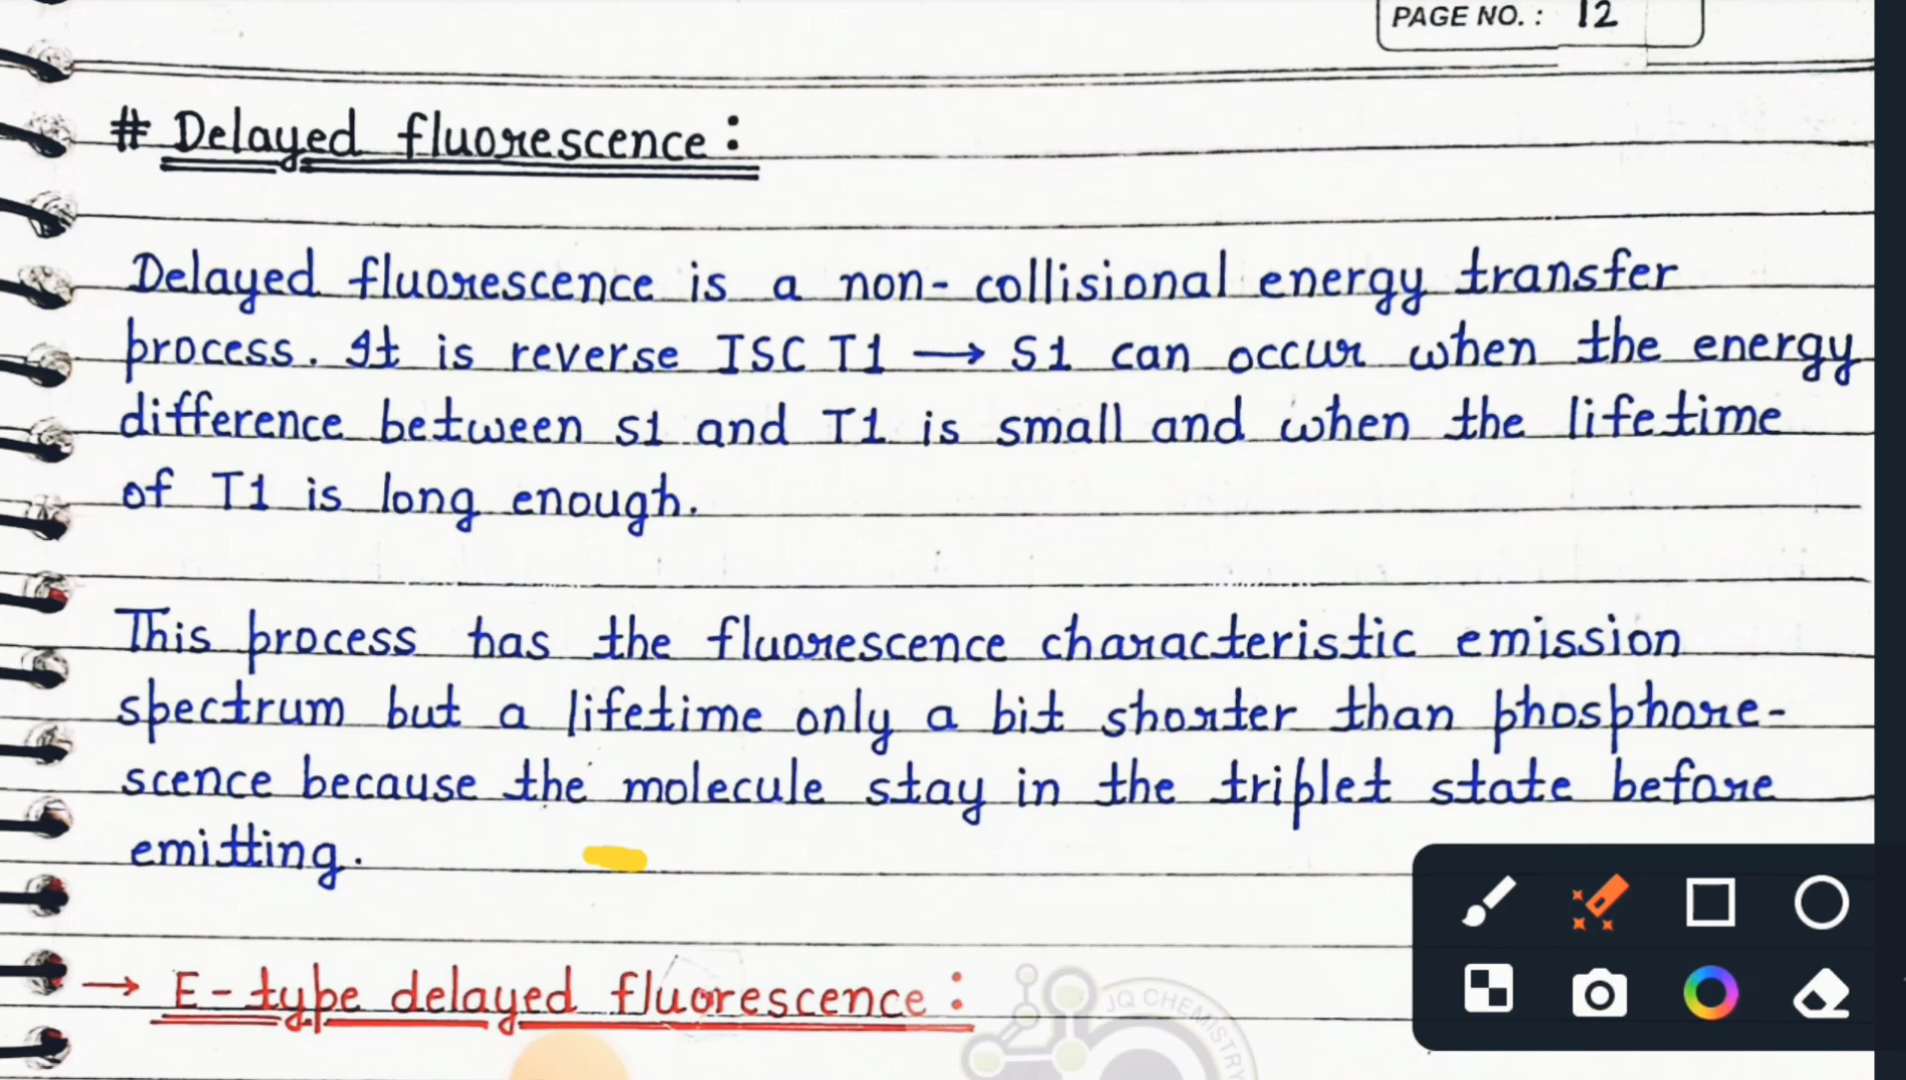 PAGE NO. : 12
# Delayed fluorescence :
Delayed fluorescence is a non- collisional energy transfer
process. It is reverse ISC T1 → S1 can occur when the energy
difference between S1 and T1 is small and when the lifetime
of T1 is long enough.
This process has the fluorescence characteristic emission
spectrum but a lifetime only a bit shorter than phosphore-
scence because the molecule stay in the triplet state before
emitting.
→ E-type delayed fluorescence :
JQ CHEMISTRY